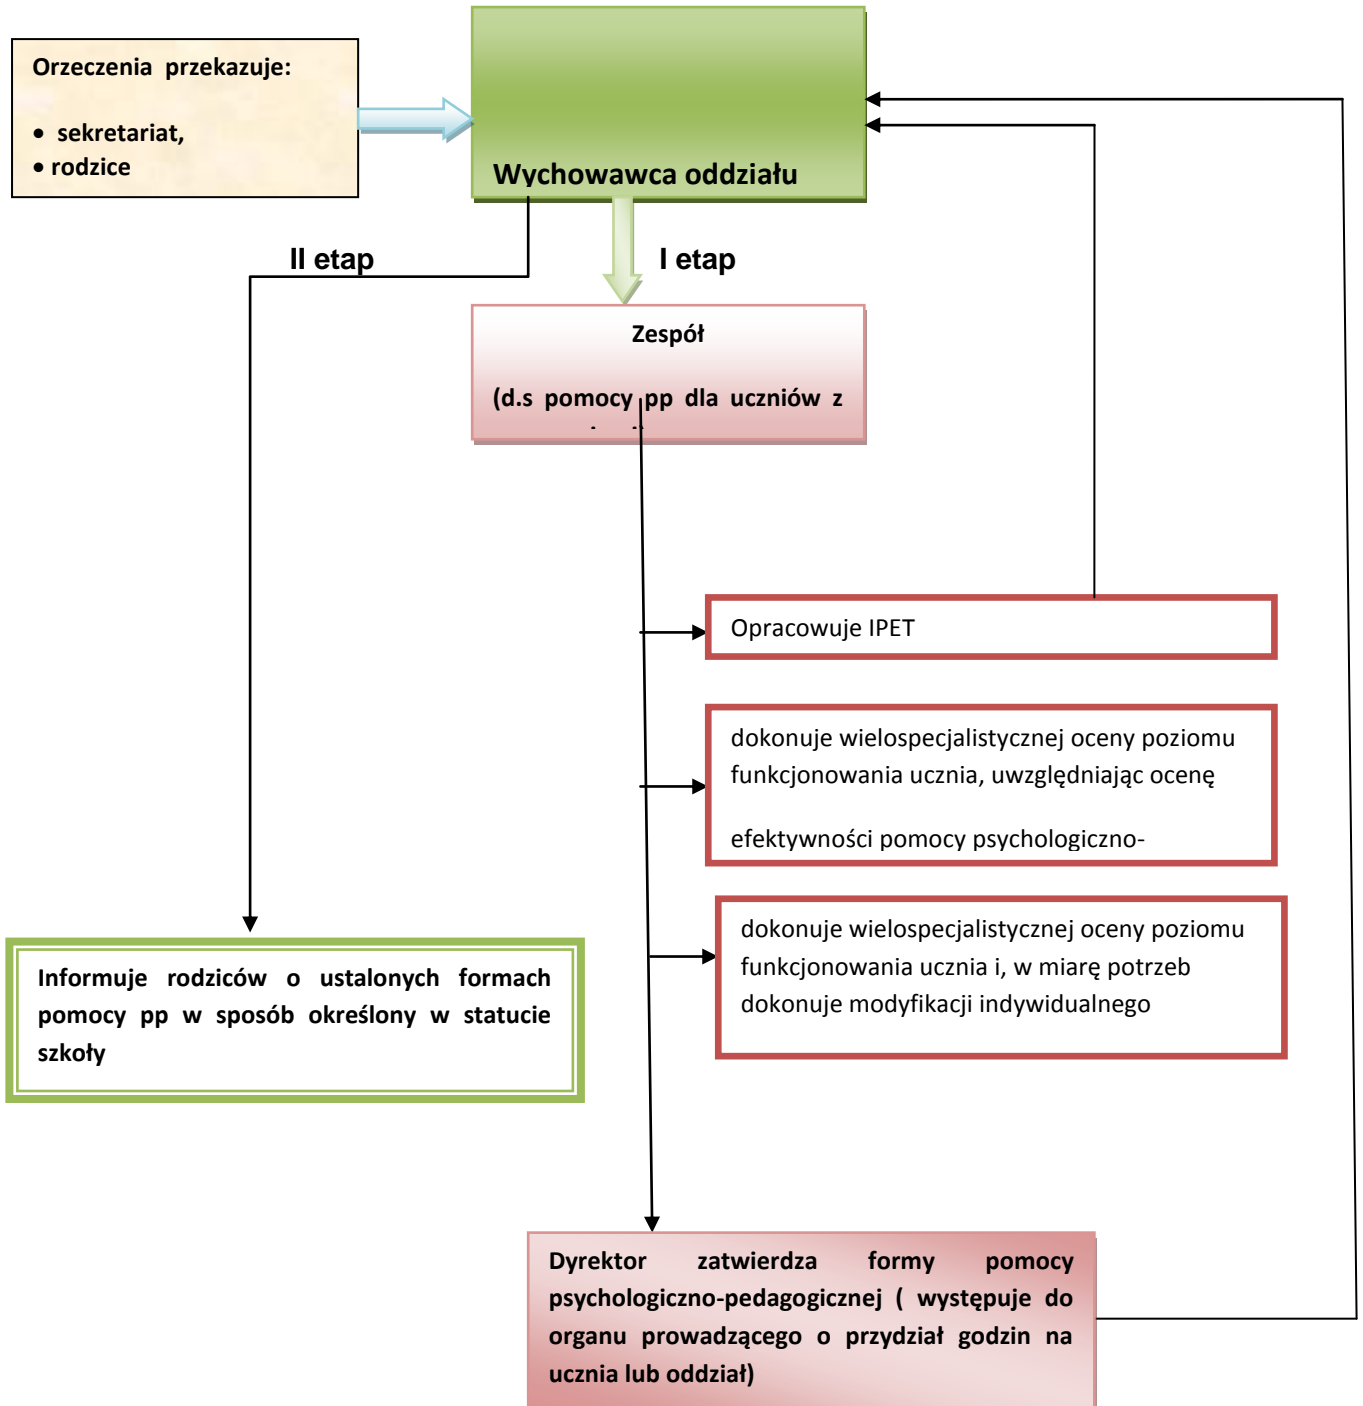 Orzeczenia przekazuje:
• sekretariat,
• rodzice
Wychowawca oddziału
II etap
I etap
Zespół
(d.s pomocy pp dla uczniów z
Opracowuje IPET
dokonuje wielospecjalistycznej oceny poziomu
funkcjonowania ucznia, uwzględniając ocenę
efektywności pomocy psychologiczno-
dokonuje wielospecjalistycznej oceny poziomu
funkcjonowania ucznia i, w miarę potrzeb
dokonuje modyfikacji indywidualnego
Informuje rodziców o ustalonych formach
pomocy pp w sposób określony w statucie
szkoły
Dyrektor zatwierdza formy pomocy
psychologiczno-pedagogicznej ( występuje do
organu prowadzącego o przydział godzin na
ucznia lub oddział)